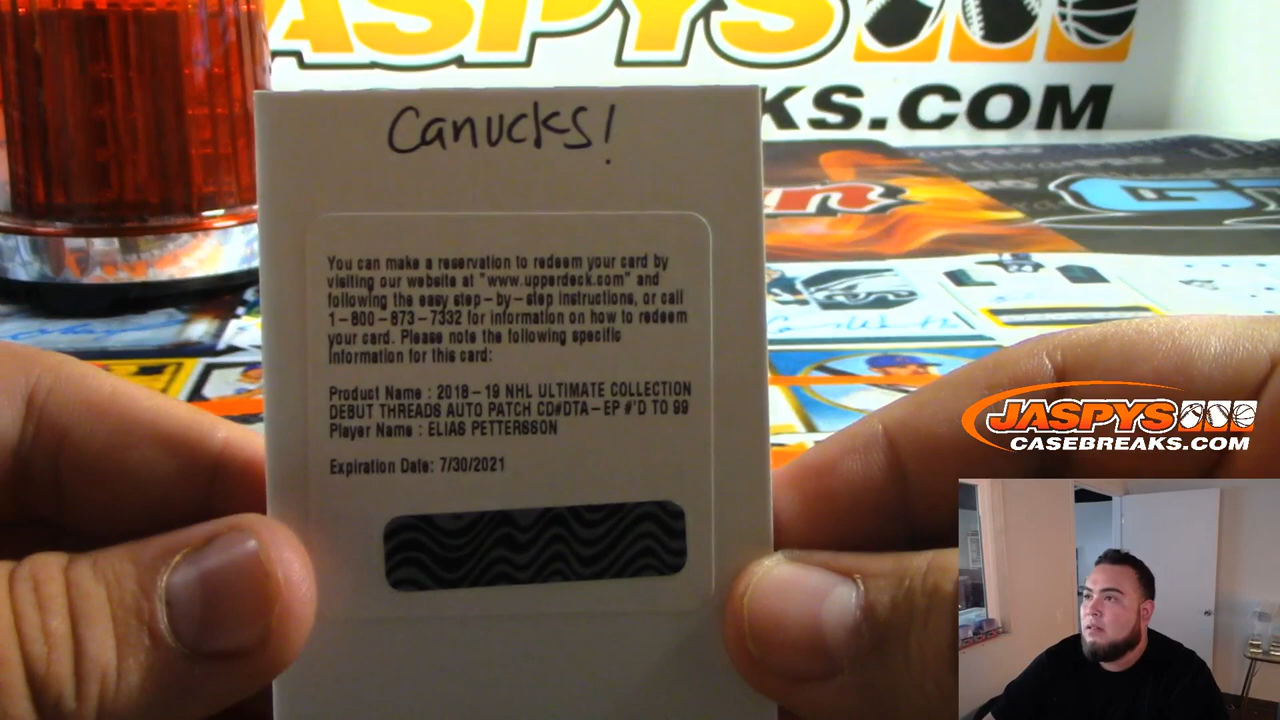 JASPYS
KS.COM
Canucks!
You can make a reservation to redeem your card by
visiting our website at "www.upperdeck.com" and
following the easy step-by-step instructions, or call
1-800-873-7332 for information on how to redeem
your card. Please note the following specific
information for this card:
Product Name : 2018-19 NHL ULTIMATE COLLECTION
DEBUT THREADS AUTO PATCH CD#DTA-EP #'D TO 99
Player Name : ELIAS PETTERSSON
Expiration Date: 7/30/2021
JASPYS
CASEBREAKS.COM